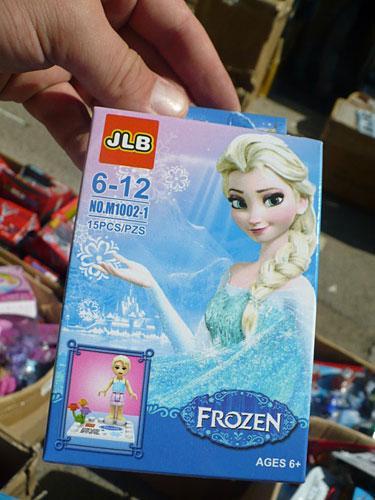 JLB
6-12
NO.M1002-1
15PCS/PZS
FROZEN
AGES 6+